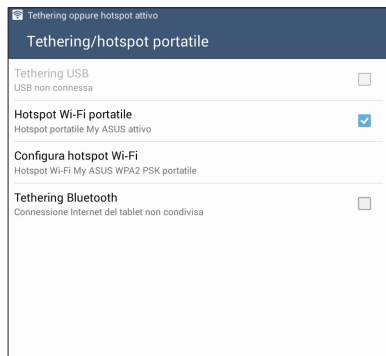 Tethering oppure hotspot attivo
Tethering/hotspot portatile
Tethering USB
USB non connessa
Hotspot Wi-Fi portatile
Hotspot portatile My ASUS attivo
Configura hotspot Wi-Fi
Hotspot Wi-Fi My ASUS WPA2 PSK portatile
Tethering Bluetooth
Connessione Internet del tablet non condivisa